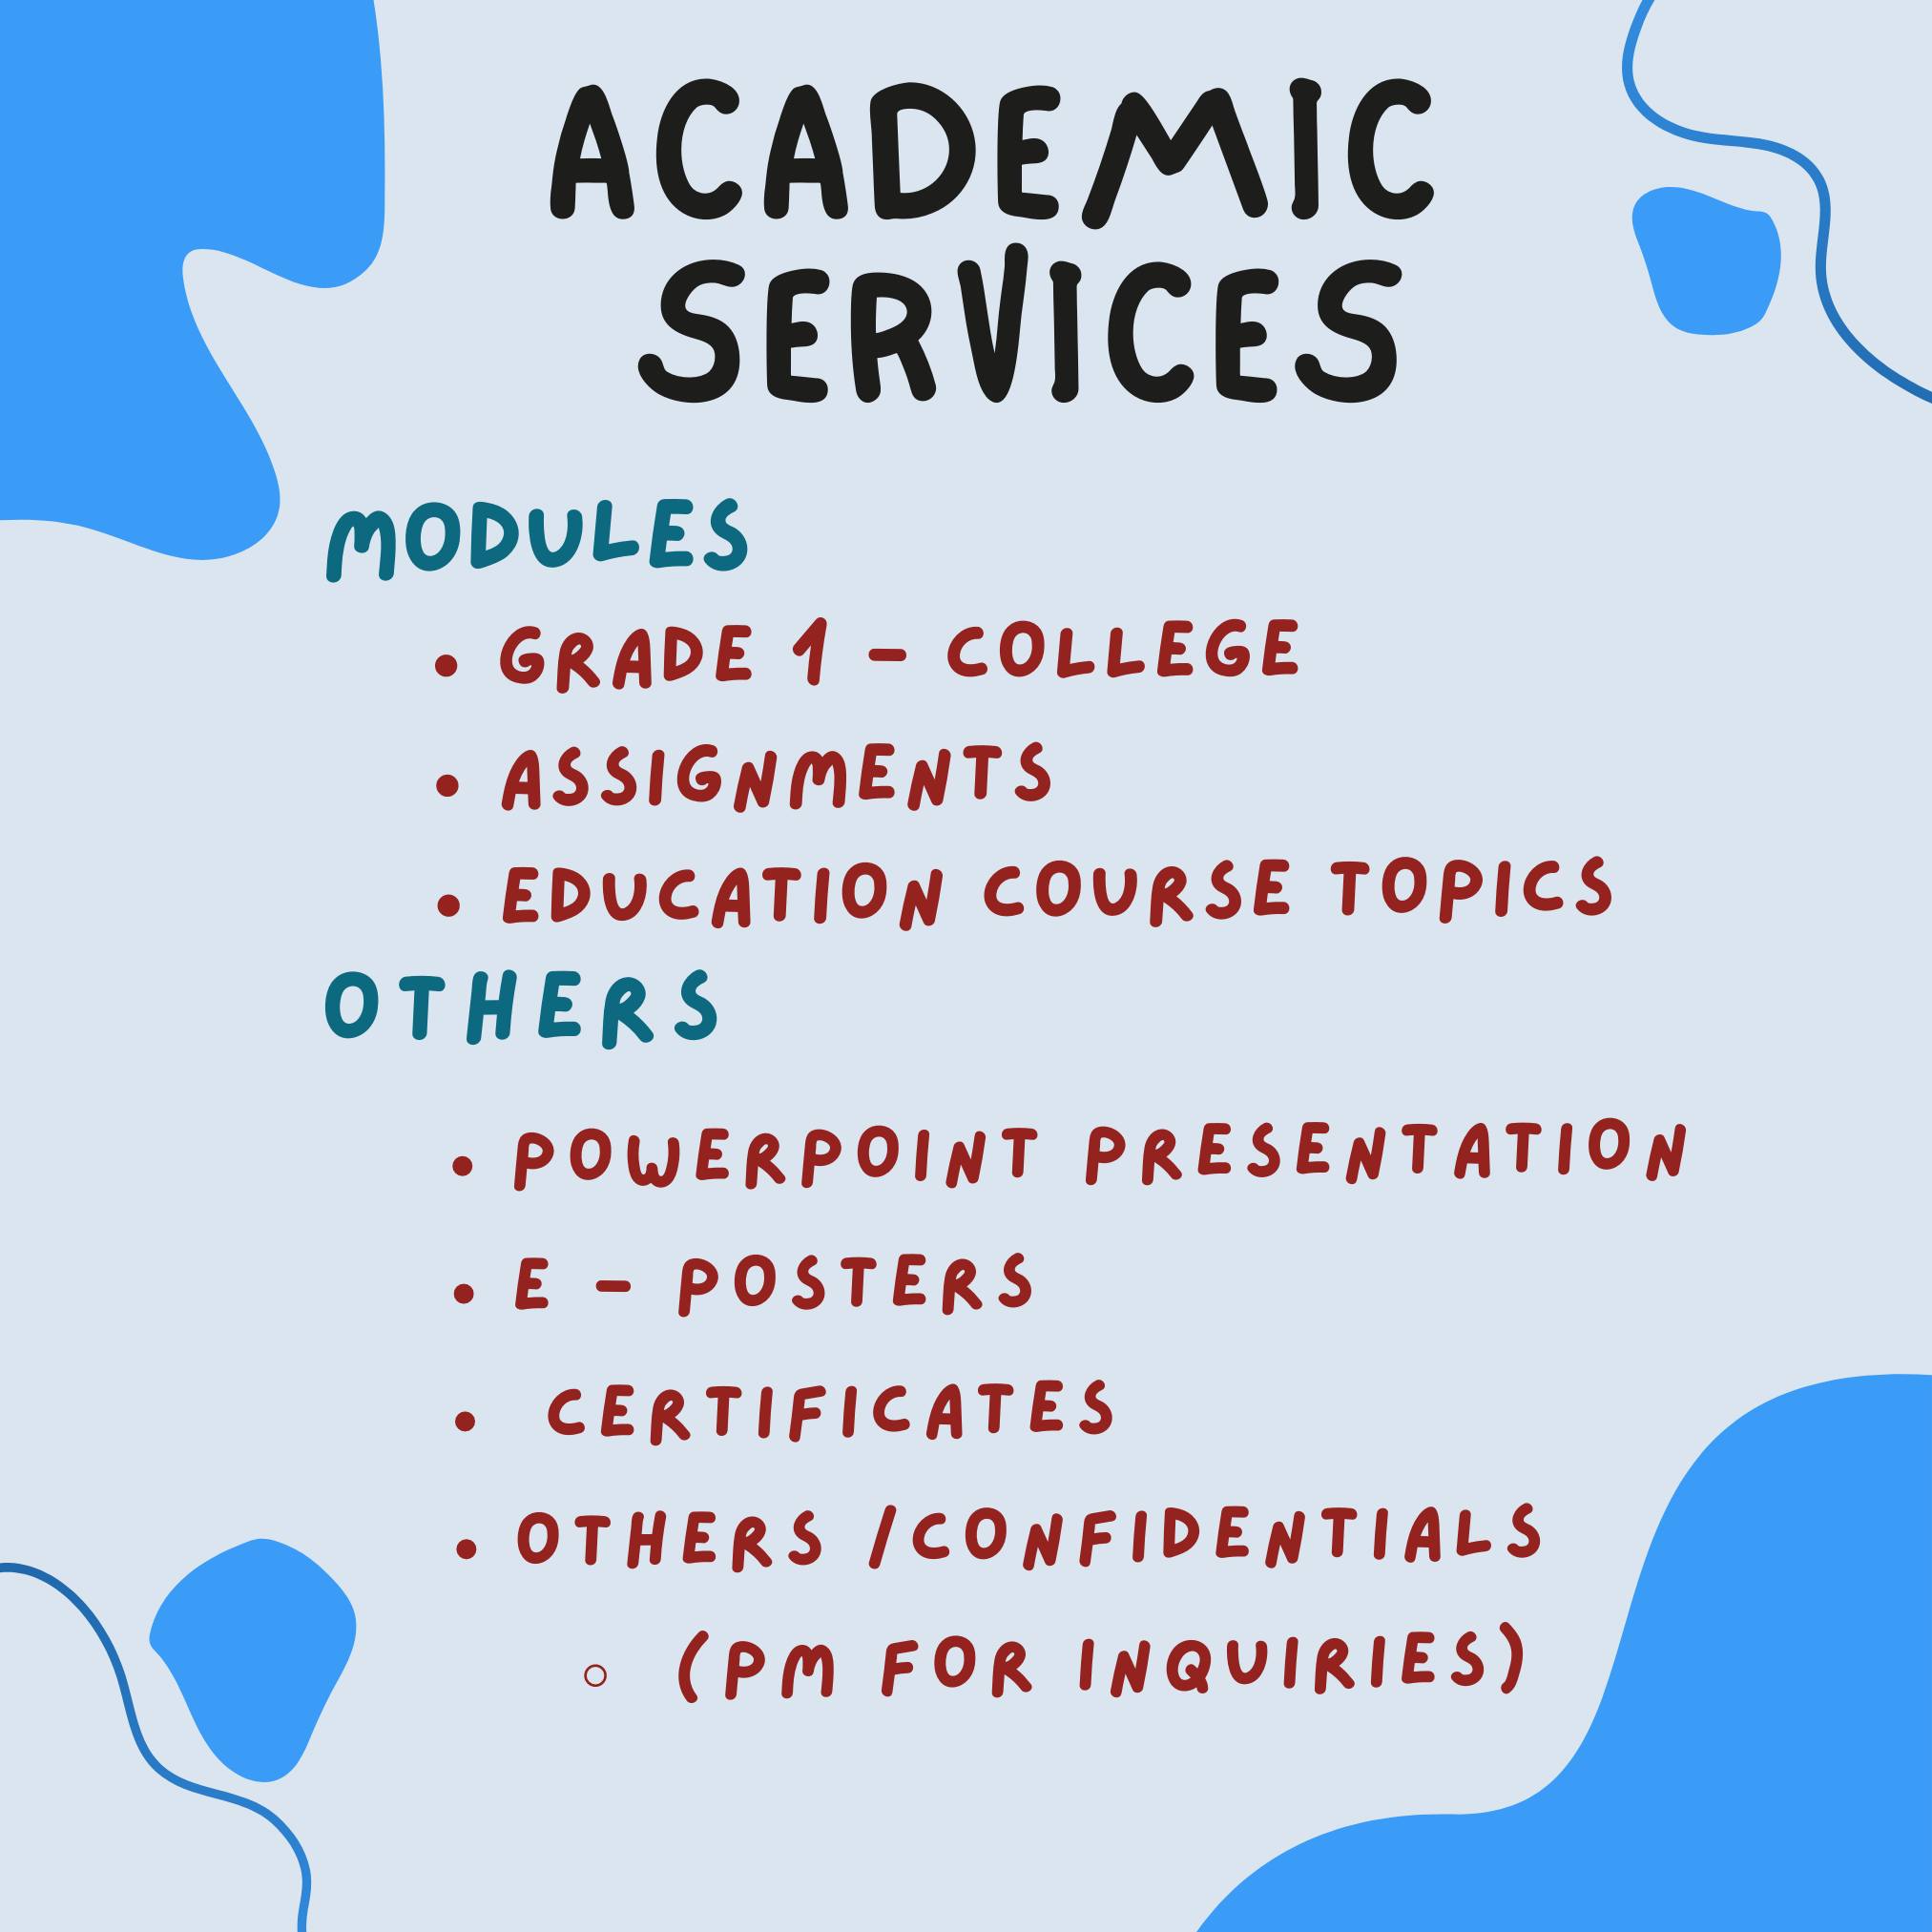 ACADEMIC
SERVICES
MODULES
• GRADE 1 - COLLEGE
• ASSIGNMENTS
• EDUCATION COURSE TOPICS
OTHERS
• POWERPOINT PRESENTATION
• E - POSTERS
• CERTIFICATES
• OTHERS /CONFIDENTIALS
◦ (PM FOR INQUIRIES)